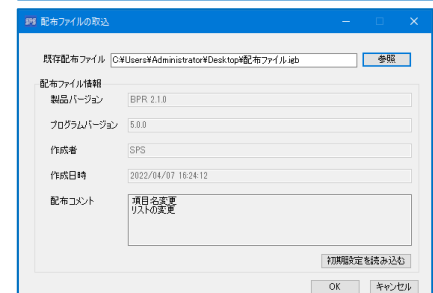 SPS 配布ファイルの取込
既存配布ファイル C:¥Users¥Administrator¥Desktop¥配布ファイル.igb 参照
配布ファイル情報
製品バージョン BPR 2.1.0
プログラムバージョン 5.0.0
作成者 SPS
作成日時 2022/04/07 16:24:12
配布コメント 項目名変更
リストの変更
初期設定を読み込む
OK キャンセル